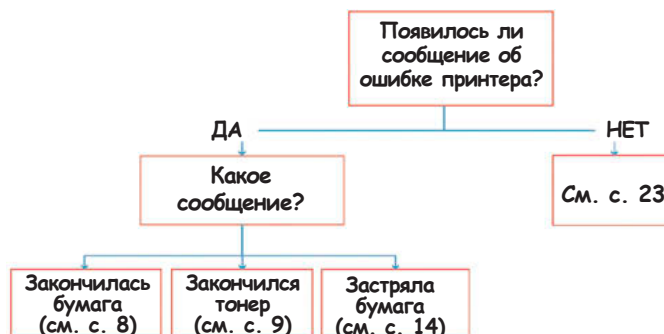 Появилось ли
сообщение об
ошибке принтера?
ДА
НЕТ
Какое
сообщение?
См. с. 23
Закончилась
бумага
(см. с. 8)
Закончился
тонер
(см. с. 9)
Застряла
бумага
(см. с. 14)